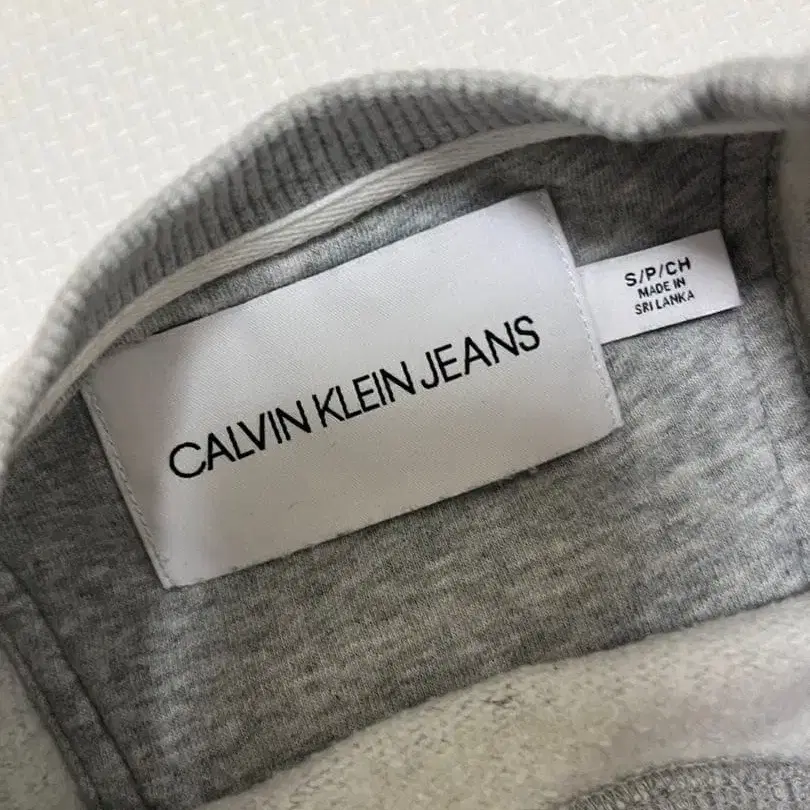 CALVIN KLEIN JEANS
S/P/CH
MADE IN
SRI LANKA